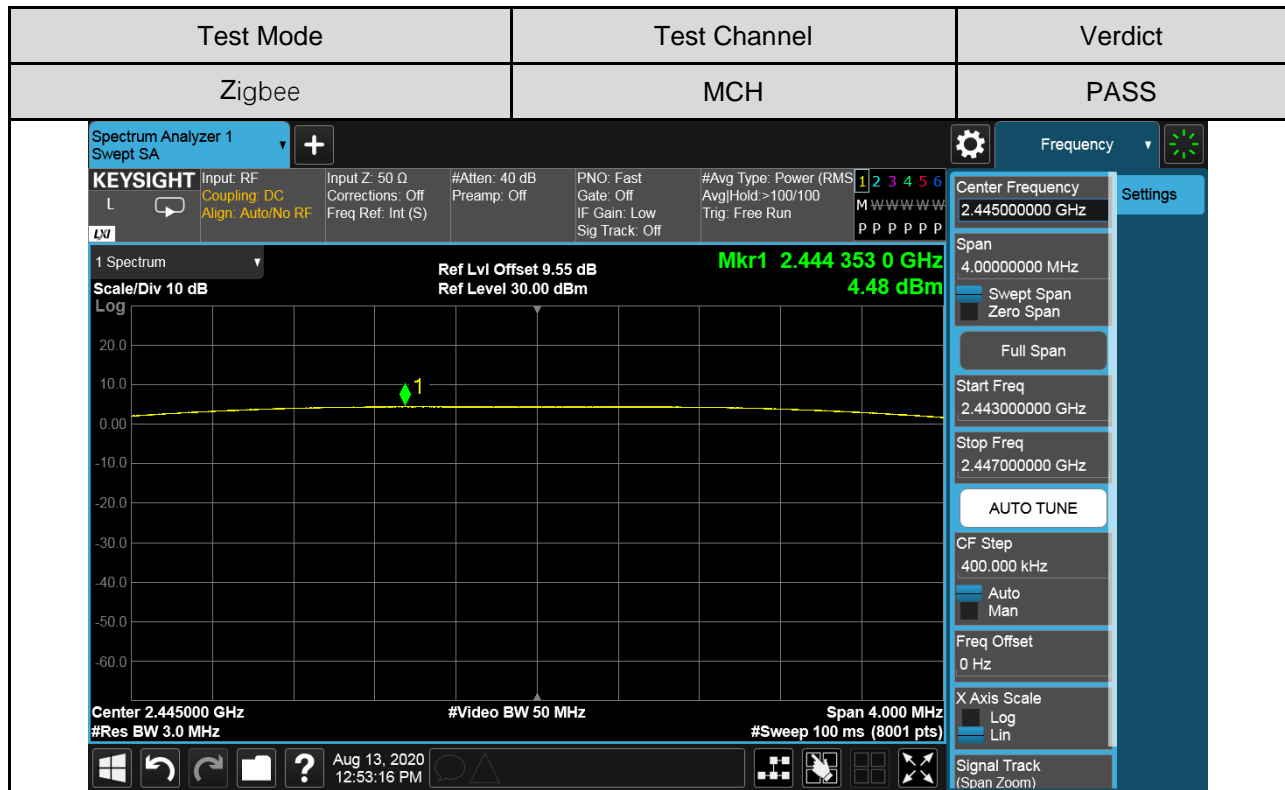 Test Mode Test Channel Verdict
Zigbee MCH PASS
Spectrum Analyzer 1
Swept SA
+
Frequency
KEYSIGHT
L
LXI
Input: RF
Coupling: DC
Align: Auto/No RF
Input Z: 50 Ω
Corrections: Off
Freq Ref: Int (S)
#Atten: 40 dB
Preamp: Off
PNO: Fast
Gate: Off
IF Gain: Low
Sig Track: Off
#Avg Type: Power (RMS
Avg|Hold:>100/100
Trig: Free Run
1 2 3 4 5 6
M W W W W W
P P P P P P
Center Frequency
2.445000000 GHz
Settings
1 Spectrum
Scale/Div 10 dB
Ref Lvl Offset 9.55 dB
Ref Level 30.00 dBm
Mkr1 2.444 353 0 GHz
4.48 dBm
Log
20.0
10.0
0.00
-10.0
-20.0
-30.0
-40.0
-50.0
-60.0
1
Span
4.00000000 MHz
Swept Span
Zero Span
Full Span
Start Freq
2.443000000 GHz
Stop Freq
2.447000000 GHz
AUTO TUNE
CF Step
400.000 kHz
Auto
Man
Freq Offset
0 Hz
X Axis Scale
Log
Lin
Signal Track
(Span Zoom)
Center 2.445000 GHz
#Video BW 50 MHz
Span 4.000 MHz
#Res BW 3.0 MHz
#Sweep 100 ms (8001 pts)
?
Aug 13, 2020
12:53:16 PM